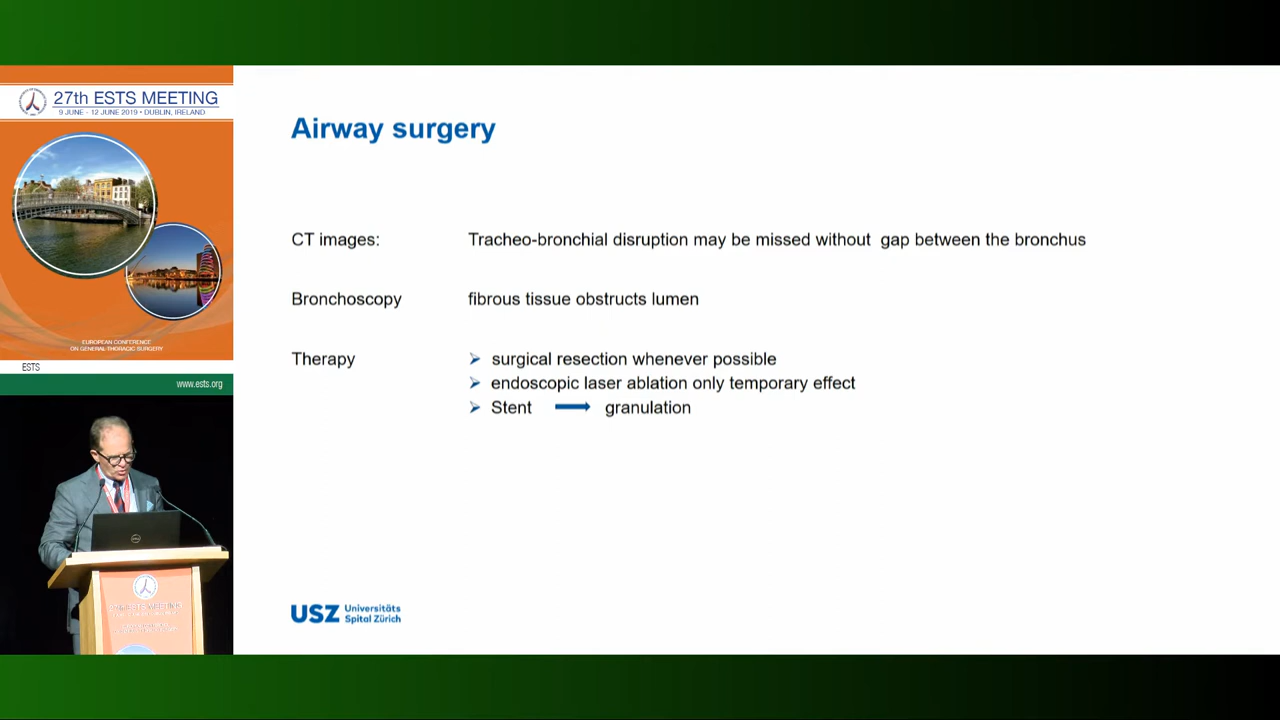 27th ESTS MEETING
9 JUNE - 12 JUNE 2019 • DUBLIN, IRELAND
EUROPEAN CONFERENCE
ON GENERAL THORACIC SURGERY
ESTS
www.ests.org
Airway surgery
CT images: Tracheo-bronchial disruption may be missed without gap between the bronchus
Bronchoscopy fibrous tissue obstructs lumen
Therapy
surgical resection whenever possible
endoscopic laser ablation only temporary effect
Stent granulation
USZ Universitäts
Spital Zürich
27th ESTS MEETING